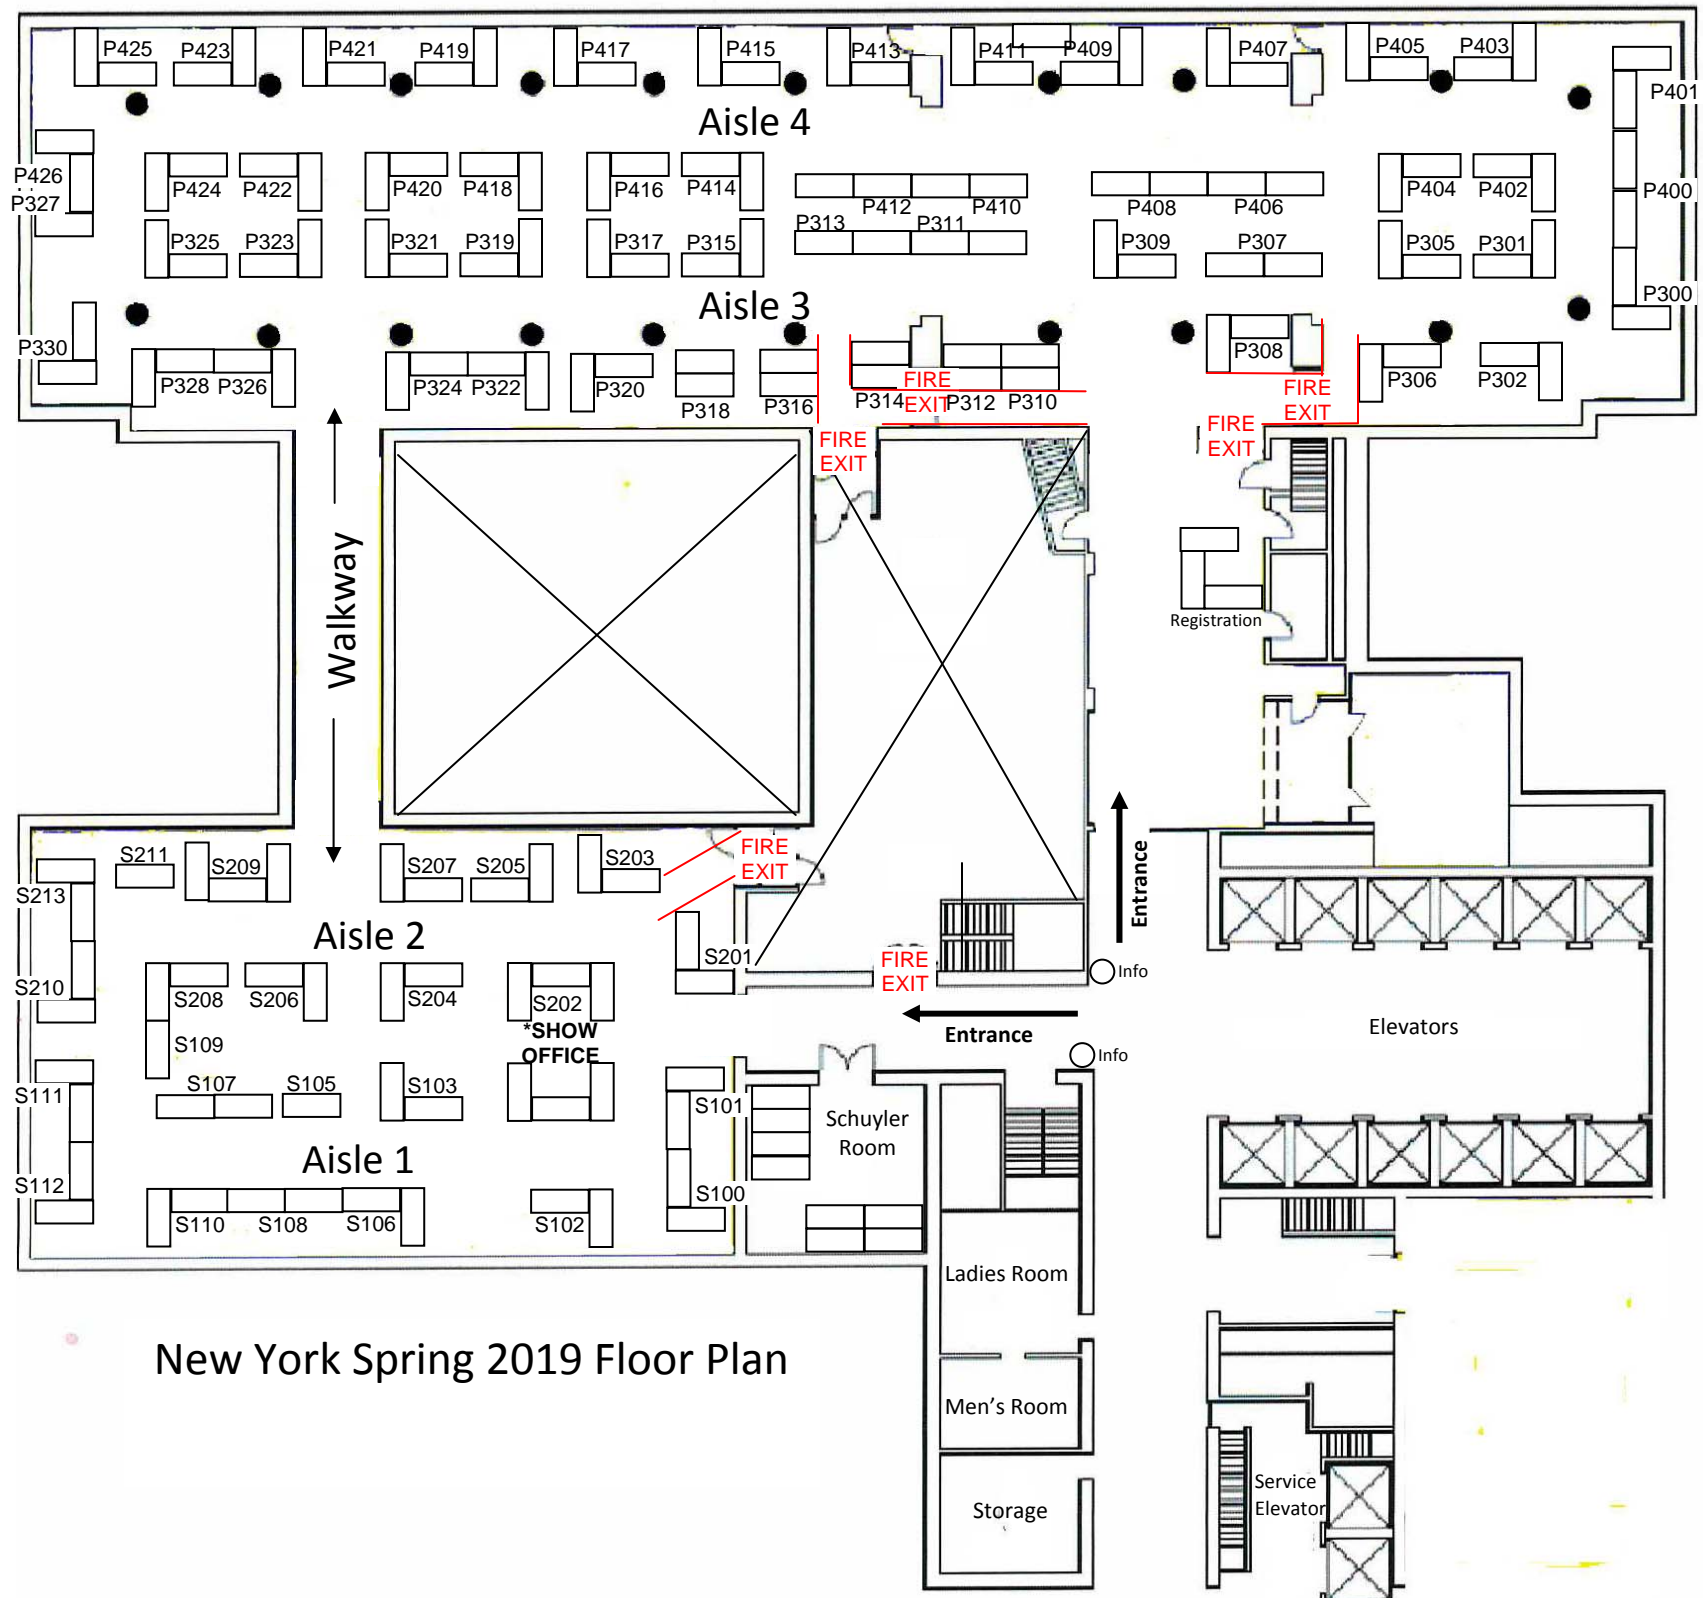 P425
P423
P421
P419
P417
P415
P413
P411
P409
P407
P405
P403
P401
Aisle 4
P426
P327
P424
P422
P420
P418
P416
P414
P412
P410
P408
P406
P404
P402
P400
P325
P323
P321
P319
P317
P315
P313
P311
P309
P307
P305
P301
P300
Aisle 3
P330
P328
P326
P324
P322
P320
P318
P316
P314
P312
P310
P308
P306
P302
FIRE
EXIT
FIRE
EXIT
FIRE
EXIT
FIRE
EXIT
Walkway
Registration
S211
S209
S207
S205
S203
FIRE
EXIT
S213
Aisle 2
S201
FIRE
EXIT
Entrance
Info
S210
S208
S206
S204
S202
*SHOW
OFFICE
Entrance
Info
Elevators
S109
S111
S107
S105
S103
S101
Schuyler
Room
Aisle 1
S112
S110
S108
S106
S102
S100
Ladies Room
New York Spring 2019 Floor Plan
Men's Room
Storage
Service
Elevator